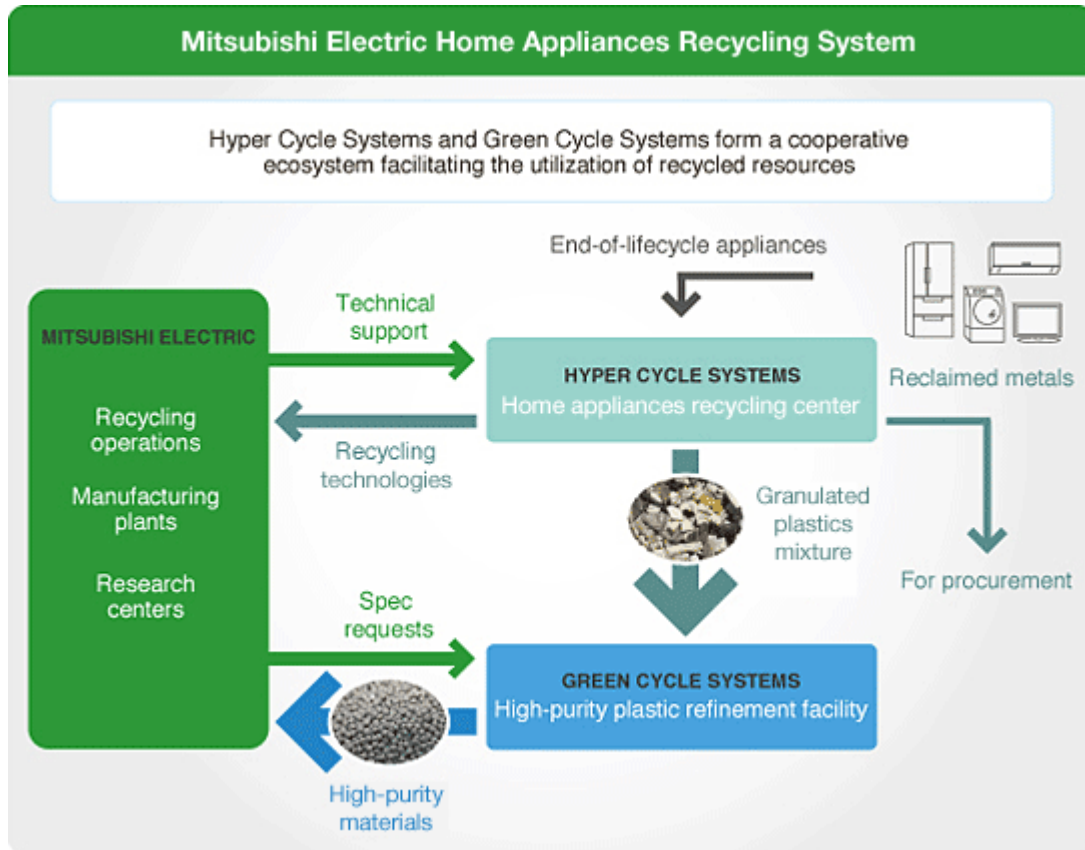 Mitsubishi Electric Home Appliances Recycling System
Hyper Cycle Systems and Green Cycle Systems form a cooperative
ecosystem facilitating the utilization of recycled resources
End-of-lifecycle appliances
Technical
support
MITSUBISHI ELECTRIC
Recycling
operations
Manufacturing
plants
Research
centers
HYPER CYCLE SYSTEMS
Home appliances recycling center
Reclaimed metals
Recycling
technologies
Granulated
plastics
mixture
For procurement
Spec
requests
GREEN CYCLE SYSTEMS
High-purity plastic refinement facility
High-purity
materials